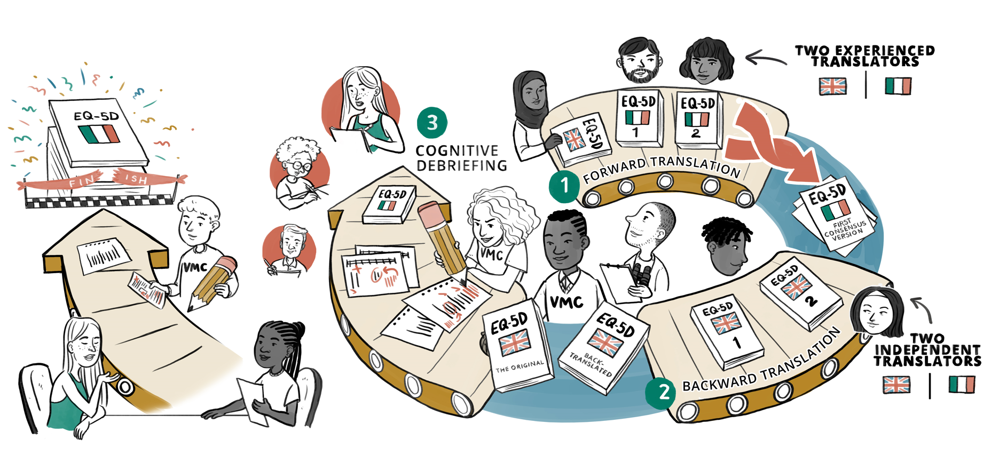 TWO EXPERIENCED
TRANSLATORS
EQ-5D
EQ-5D
1
EQ-5D
2
1
FORWARD TRANSLATION
EQ-5D
FIRST
CONSENSUS
VERSION
TWO
INDEPENDENT
TRANSLATORS
EQ-5D
2
EQ-5D
1
2
BACKWARD TRANSLATION
VMC
EQ-5D
BACK-
TRANSLATED
EQ-5D
THE ORIGINAL
3
COGNITIVE
DEBRIEFING
EQ-5D
VMC
VMC
EQ-5D
FIN ISH